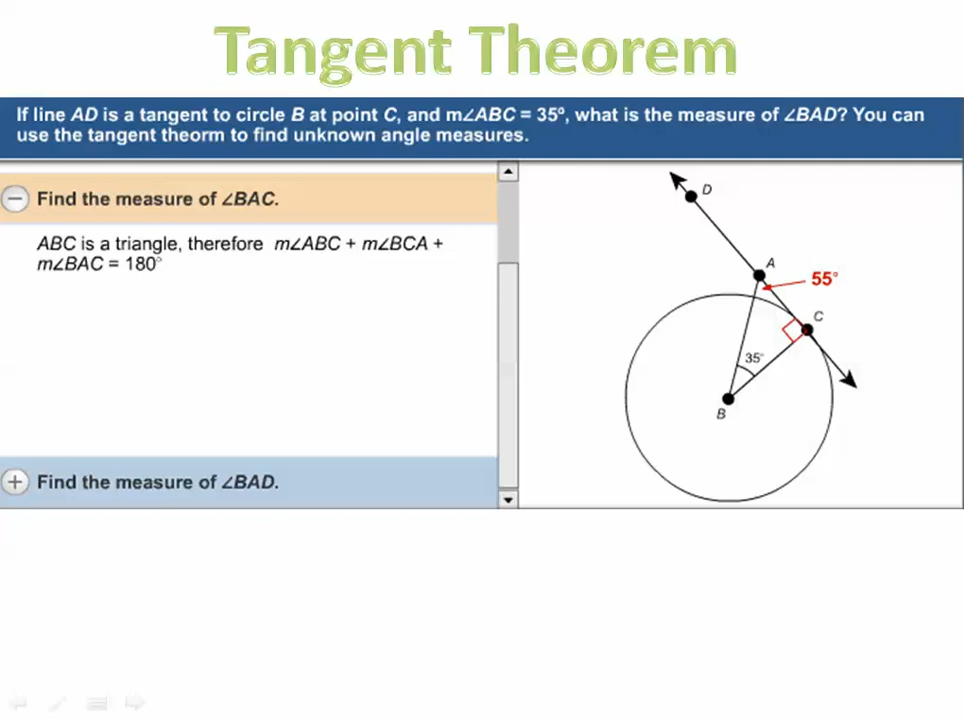 Tangent Theorem
If line AD is a tangent to circle B at point C, and m∠ABC = 35º, what is the measure of ∠BAD? You can
use the tangent theorm to find unknown angle measures.
Find the measure of ∠BAC.
ABC is a triangle, therefore m∠ABC + m∠BCA +
m∠BAC = 180°
Find the measure of ∠BAD.
D
A
55°
C
35°
B